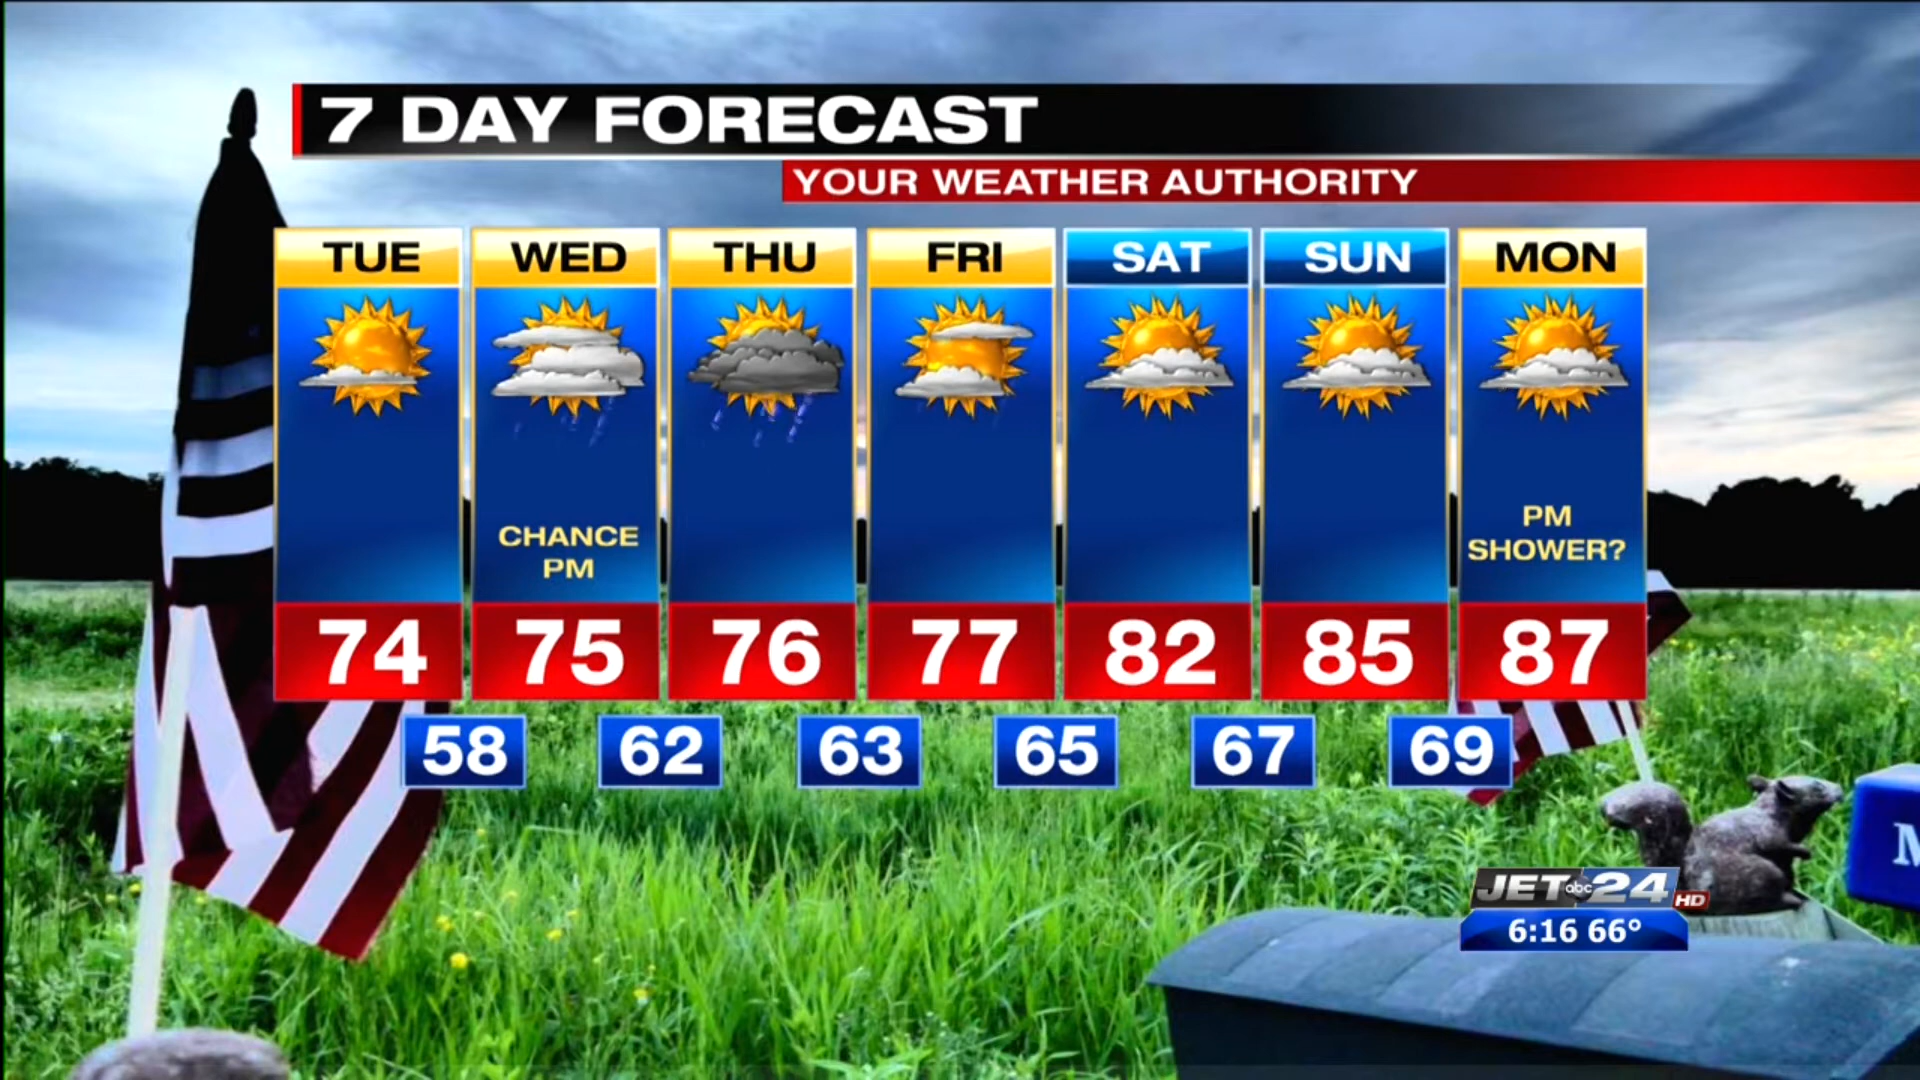 7 DAY FORECAST
YOUR WEATHER AUTHORITY
TUE WED THU FRI SAT SUN MON
CHANCE
PM
PM
SHOWER?
74 75 76 77 82 85 87
58 62 63 65 67 69
M
JET abc 24 HD
6:16 66°